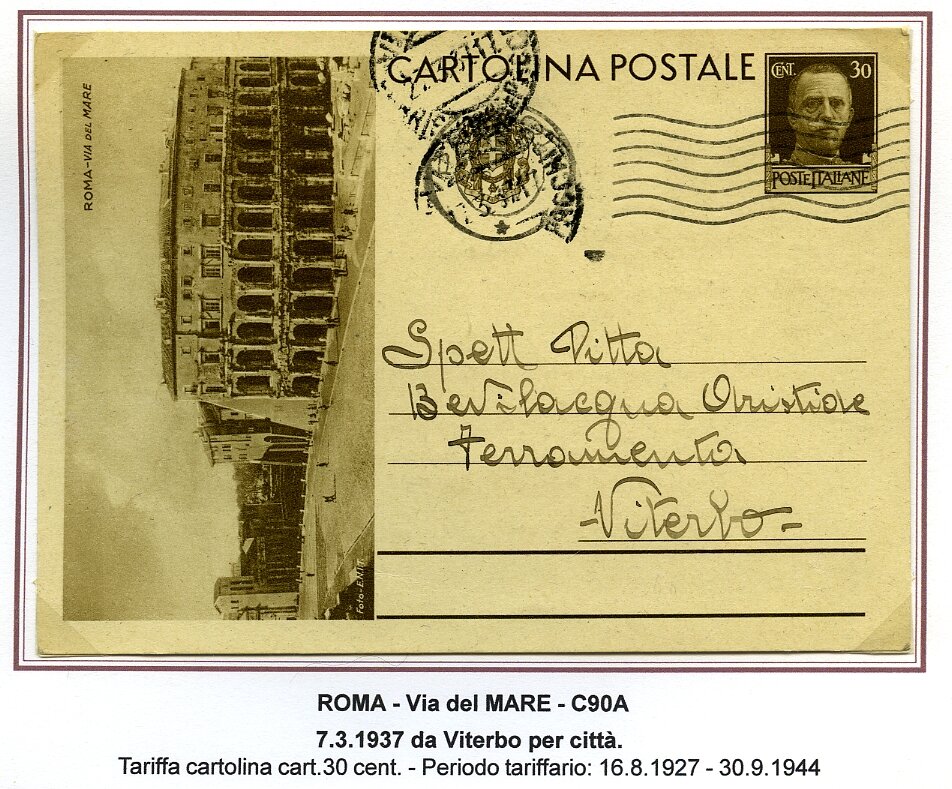 ROMA-VIA DEL MARE
CARTOLINA POSTALE
CENT. 30
POSTE ITALIANE
Spett Ditta
Bevilacqua Aristide
Ferramenta
-Viterbo-
Foto-E.N.I.T.
ROMA - Via del MARE - C90A
7.3.1937 da Viterbo per città.
Tariffa cartolina cart.30 cent. - Periodo tariffario: 16.8.1927 - 30.9.1944